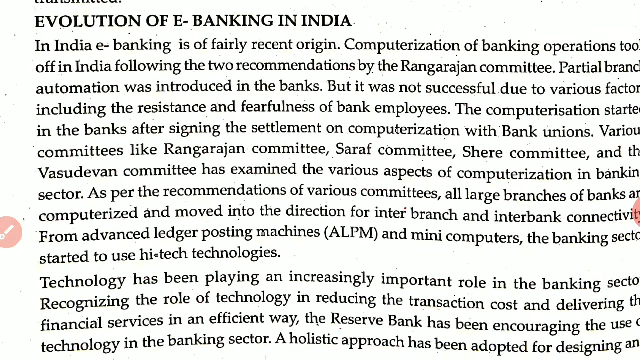 transmitted.
EVOLUTION OF E- BANKING IN INDIA
In India e- banking is of fairly recent origin. Computerization of banking operations too
off in India following the two recommendations by the Rangarajan committee. Partial branc
automation was introduced in the banks. But it was not successful due to various factor
including the resistance and fearfulness of bank employees. The computerisation starte
in the banks after signing the settlement on computerization with Bank unions. Variou
committees like Rangarajan committee, Saraf committee, Shere committee, and th
Vasudevan committee has examined the various aspects of computerization in bankin
sector. As per the recommendations of various committees, all large branches of banks ar
computerized and moved into the direction for inter branch and interbank connectivity
From advanced ledger posting machines (ALPM) and mini computers, the banking secto
started to use hi-tech technologies.
Technology has been playing an increasingly important role in the banking secto
Recognizing the role of technology in reducing the transaction cost and delivering th
financial services in an efficient way, the Reserve Bank has been encouraging the use o
technology in the banking sector. A holistic approach has been adopted for designing an